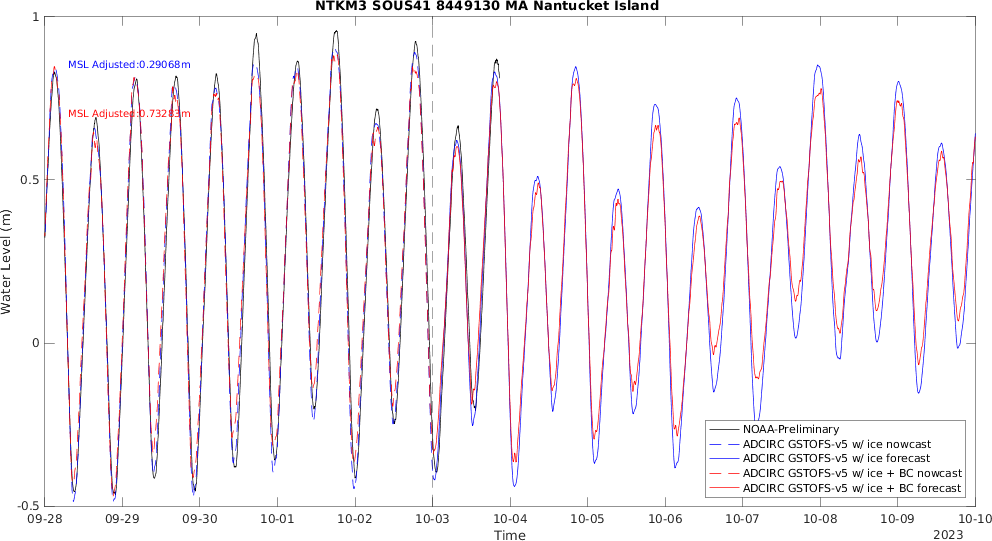 NTKM3 SOUS41 8449130 MA Nantucket Island
1
0.5
0
-0.5
Water Level (m)
MSL Adjusted:0.29068m
MSL Adjusted:0.73283m
NOAA-Preliminary
ADCIRC GSTOFS-v5 w/ ice nowcast
ADCIRC GSTOFS-v5 w/ ice forecast
ADCIRC GSTOFS-v5 w/ ice + BC nowcast
ADCIRC GSTOFS-v5 w/ ice + BC forecast
09-28 09-29 09-30 10-01 10-02 10-03 10-04 10-05 10-06 10-07 10-08 10-09 10-10
Time
2023